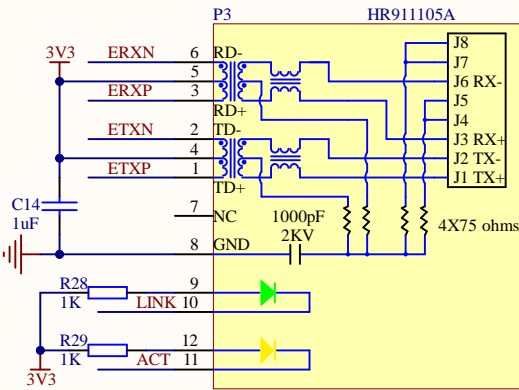 P3 HR911105A
3V3
ERXN 6 RD-
5
ERXP 3 RD+
ETXN 2 TD-
4
ETXP 1 TD+
J8
J7
J6 RX-
J5
J4
J3 RX+
J2 TX-
J1 TX+
C14
1uF
7 NC
1000pF
2KV
4X75 ohms
8 GND
R28
1K
9
LINK 10
R29
1K
12
ACT 11
3V3